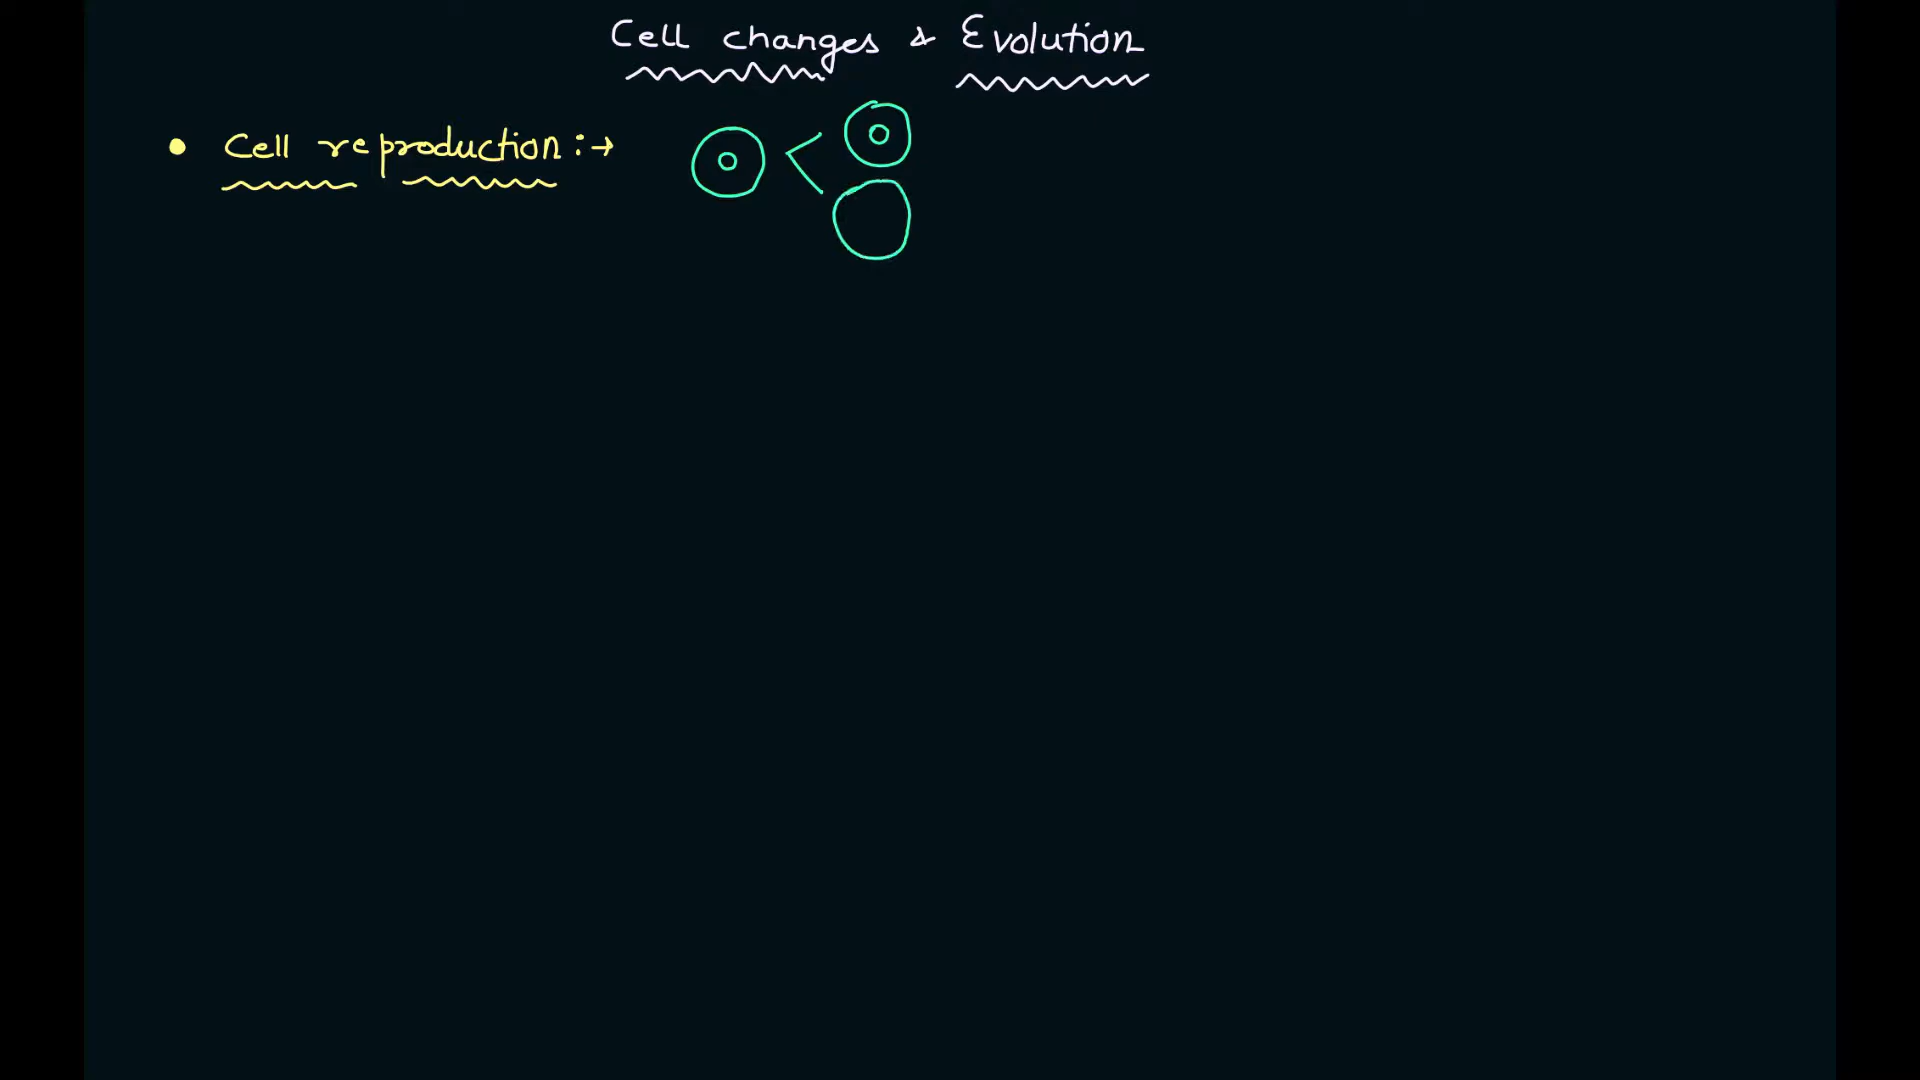 Cell changes & Evolution
• Cell reproduction :→